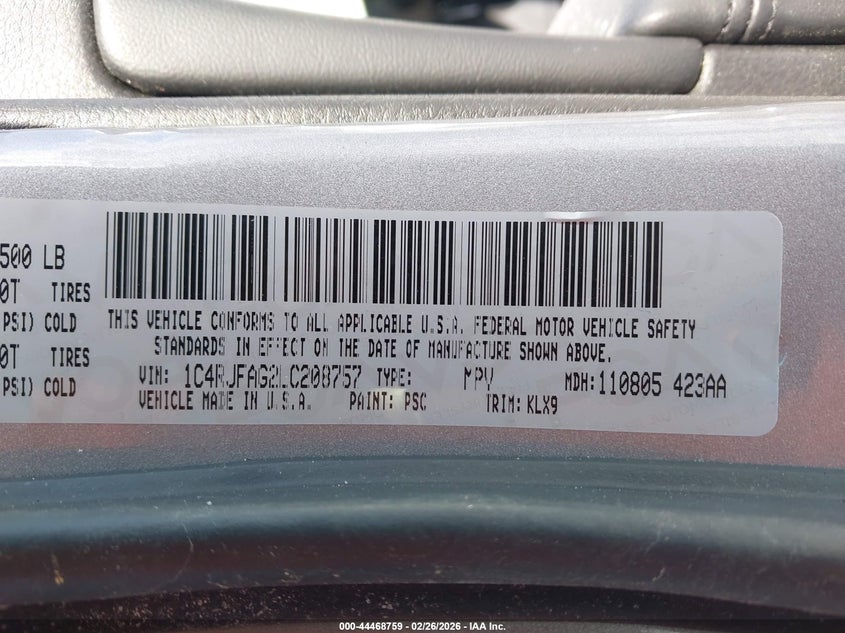 500 LB
0T TIRES
PSI) COLD
0T TIRES
PSI) COLD
THIS VEHICLE CONFORMS TO ALL APPLICABLE U.S.A. FEDERAL MOTOR VEHICLE SAFETY
STANDARDS IN EFFECT ON THE DATE OF MANUFACTURE SHOWN ABOVE.
VIN: 1C4RJFAG2LC208757 TYPE: MPV MDH: 110805 423AA
VEHICLE MADE IN U.S.A. PAINT: PSC TRIM: KLX9
000-44468759 - 02/26/2026 - IAA Inc.